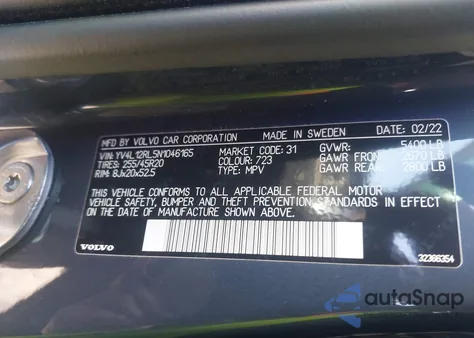 MFD BY VOLVO CAR CORPORATION MADE IN SWEDEN DATE: 02/22
VIN: YV4L12RL5N1046165 MARKET CODE: 31 GVWR: 5400 LB
TIRES: 255/45R20 COLOUR: 723 GAWR FRONT: 2670 LB
RIM: 8Jx20x52.5 TYPE: MPV GAWR REAR: 2800 LB
THIS VEHICLE CONFORMS TO ALL APPLICABLE FEDERAL MOTOR
VEHICLE SAFETY, BUMPER AND THEFT PREVENTION STANDARDS IN EFFECT
ON THE DATE OF MANUFACTURE SHOWN ABOVE.
VOLVO 32366354
autoSnap